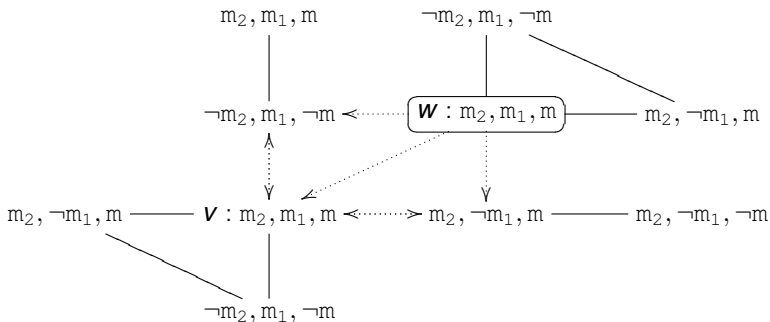 m₂, m₁, m ¬m₂, m₁, ¬m
¬m₂, m₁, ¬m w : m₂, m₁, m m₂, ¬m₁, m
m₂, ¬m₁, m v : m₂, m₁, m m₂, ¬m₁, m m₂, ¬m₁, ¬m
¬m₂, m₁, ¬m